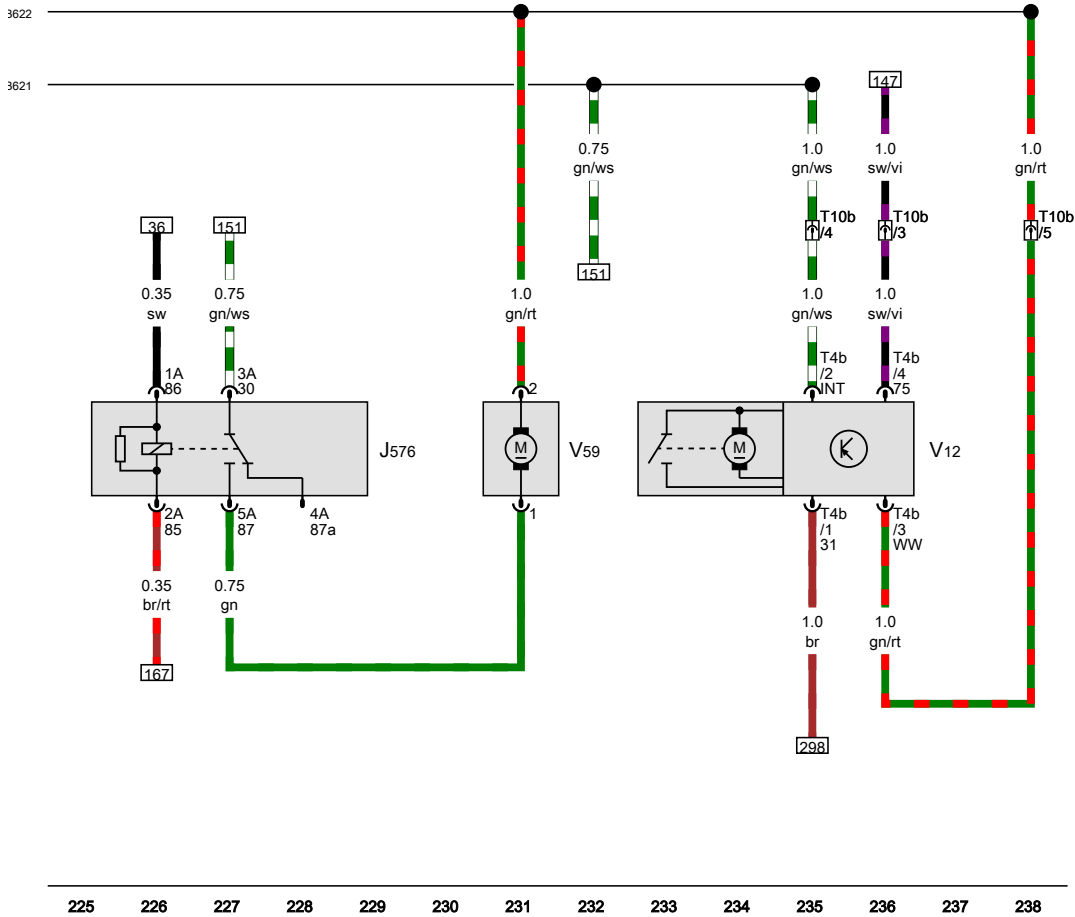 3622
3621
147
0.75
gn/ws
1.0
gn/ws
1.0
sw/vi
1.0
gn/rt
36
151
T10b
/4
T10b
/3
T10b
/5
151
0.35
sw
0.75
gn/ws
1.0
gn/rt
1.0
gn/ws
1.0
sw/vi
1A
86
3A
30
2
T4b
/2
INT
T4b
/4
75
J576
M
V59
M
V12
2A
85
5A
87
4A
87a
1
T4b
/1
31
T4b
/3
WW
0.35
br/rt
0.75
gn
1.0
br
1.0
gn/rt
167
298
225 226 227 228 229 230 231 232 233 234 235 236 237 238